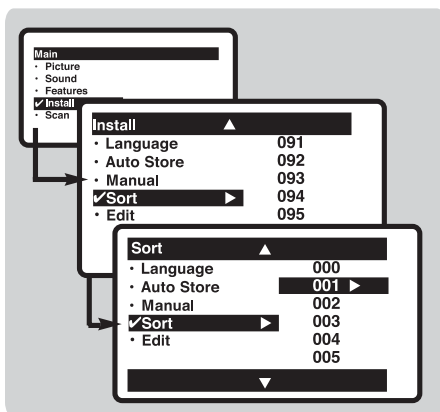 Main
· Picture
· Sound
· Features
✔ Install
· Scan
Install ▲
· Language 091
· Auto Store 092
· Manual 093
✔Sort ▶ 094
· Edit 095
Sort ▲
· Language 000
· Auto Store 001 ▶
· Manual 002
✔Sort ▶ 003
· Edit 004
005
▼